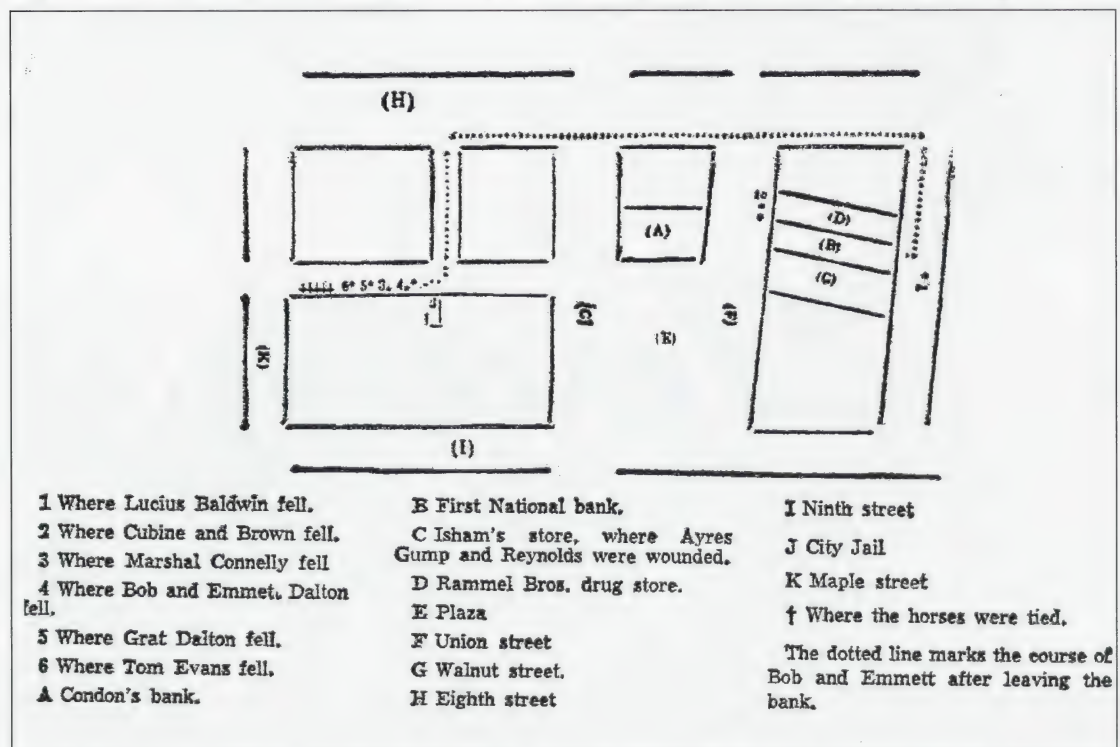 (H)
(D)
(A)
(B)
(C)
6* 5* 3. 4.*
(G)
(F)
(E)
(K)
(I)
1 Where Lucius Baldwin fell.
2 Where Cubine and Brown fell.
3 Where Marshal Connelly fell
4 Where Bob and Emmet. Dalton
fell.
5 Where Grat Dalton fell.
6 Where Tom Evans fell.
A Condon's bank.
B First National bank.
C Isham's store, where Ayres
Gump and Reynolds were wounded.
D Rammel Bros. drug store.
E Plaza
F Union street
G Walnut street.
H Eighth street
I Ninth street
J City Jail
K Maple street
† Where the horses were tied.
The dotted line marks the course of
Bob and Emmett after leaving the
bank.